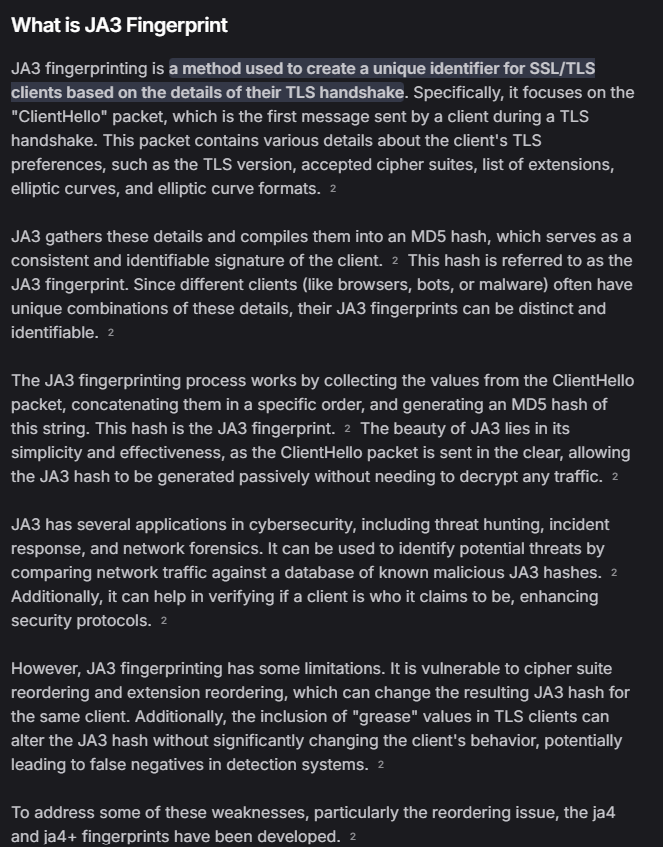 What is JA3 Fingerprint
JA3 fingerprinting is a method used to create a unique identifier for SSL/TLS
clients based on the details of their TLS handshake. Specifically, it focuses on the
"ClientHello" packet, which is the first message sent by a client during a TLS
handshake. This packet contains various details about the client's TLS
preferences, such as the TLS version, accepted cipher suites, list of extensions,
elliptic curves, and elliptic curve formats. 2
JA3 gathers these details and compiles them into an MD5 hash, which serves as a
consistent and identifiable signature of the client. 2 This hash is referred to as the
JA3 fingerprint. Since different clients (like browsers, bots, or malware) often have
unique combinations of these details, their JA3 fingerprints can be distinct and
identifiable. 2
The JA3 fingerprinting process works by collecting the values from the ClientHello
packet, concatenating them in a specific order, and generating an MD5 hash of
this string. This hash is the JA3 fingerprint. 2 The beauty of JA3 lies in its
simplicity and effectiveness, as the ClientHello packet is sent in the clear, allowing
the JA3 hash to be generated passively without needing to decrypt any traffic. 2
JA3 has several applications in cybersecurity, including threat hunting, incident
response, and network forensics. It can be used to identify potential threats by
comparing network traffic against a database of known malicious JA3 hashes. 2
Additionally, it can help in verifying if a client is who it claims to be, enhancing
security protocols. 2
However, JA3 fingerprinting has some limitations. It is vulnerable to cipher suite
reordering and extension reordering, which can change the resulting JA3 hash for
the same client. Additionally, the inclusion of "grease" values in TLS clients can
alter the JA3 hash without significantly changing the client's behavior, potentially
leading to false negatives in detection systems. 2
To address some of these weaknesses, particularly the reordering issue, the ja4
and ja4+ fingerprints have been developed. 2